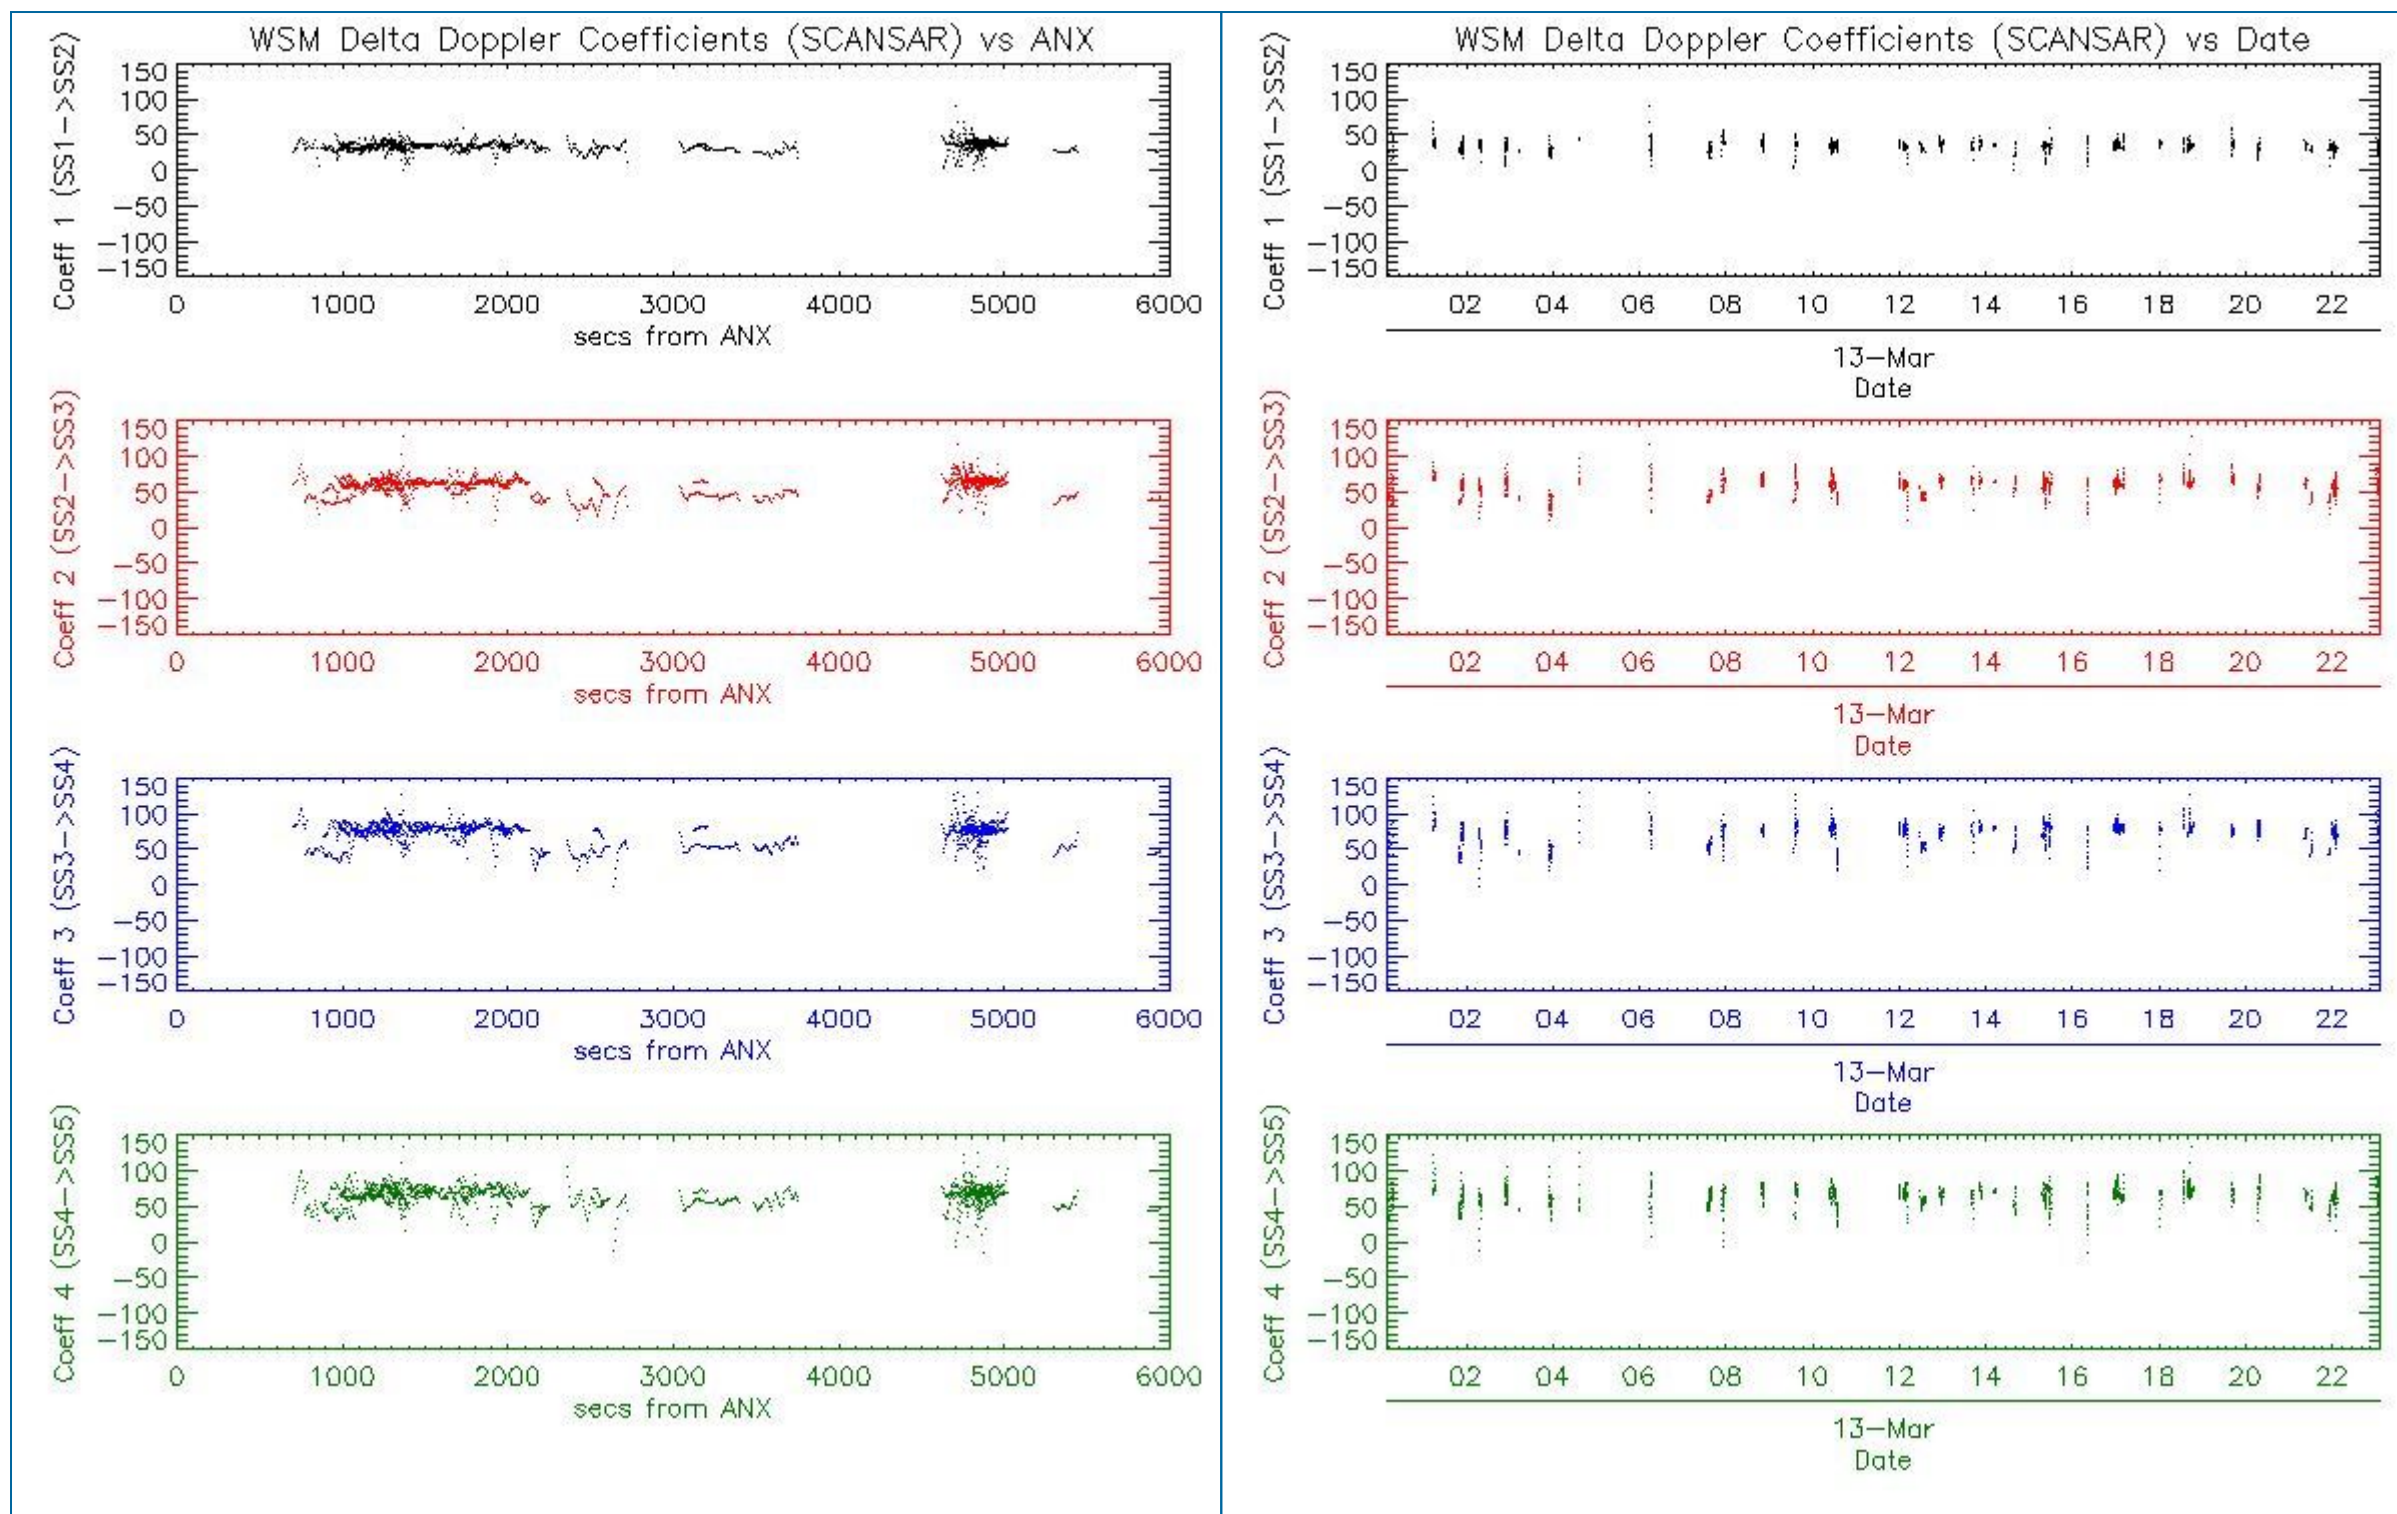 WSM Delta Doppler Coefficients (SCANSAR) vs ANX
Coeff 1 (SS1->SS2)
150
100
50
0
-50
-100
-150
0 1000 2000 3000 4000 5000 6000
secs from ANX
Coeff 2 (SS2->SS3)
150
100
50
0
-50
-100
-150
0 1000 2000 3000 4000 5000 6000
secs from ANX
Coeff 3 (SS3->SS4)
150
100
50
0
-50
-100
-150
0 1000 2000 3000 4000 5000 6000
secs from ANX
Coeff 4 (SS4->SS5)
150
100
50
0
-50
-100
-150
0 1000 2000 3000 4000 5000 6000
secs from ANX
WSM Delta Doppler Coefficients (SCANSAR) vs Date
Coeff 1 (SS1->SS2)
150
100
50
0
-50
-100
-150
02 04 06 08 10 12 14 16 18 20 22
13-Mar
Date
Coeff 2 (SS2->SS3)
150
100
50
0
-50
-100
-150
02 04 06 08 10 12 14 16 18 20 22
13-Mar
Date
Coeff 3 (SS3->SS4)
150
100
50
0
-50
-100
-150
02 04 06 08 10 12 14 16 18 20 22
13-Mar
Date
Coeff 4 (SS4->SS5)
150
100
50
0
-50
-100
-150
02 04 06 08 10 12 14 16 18 20 22
13-Mar
Date